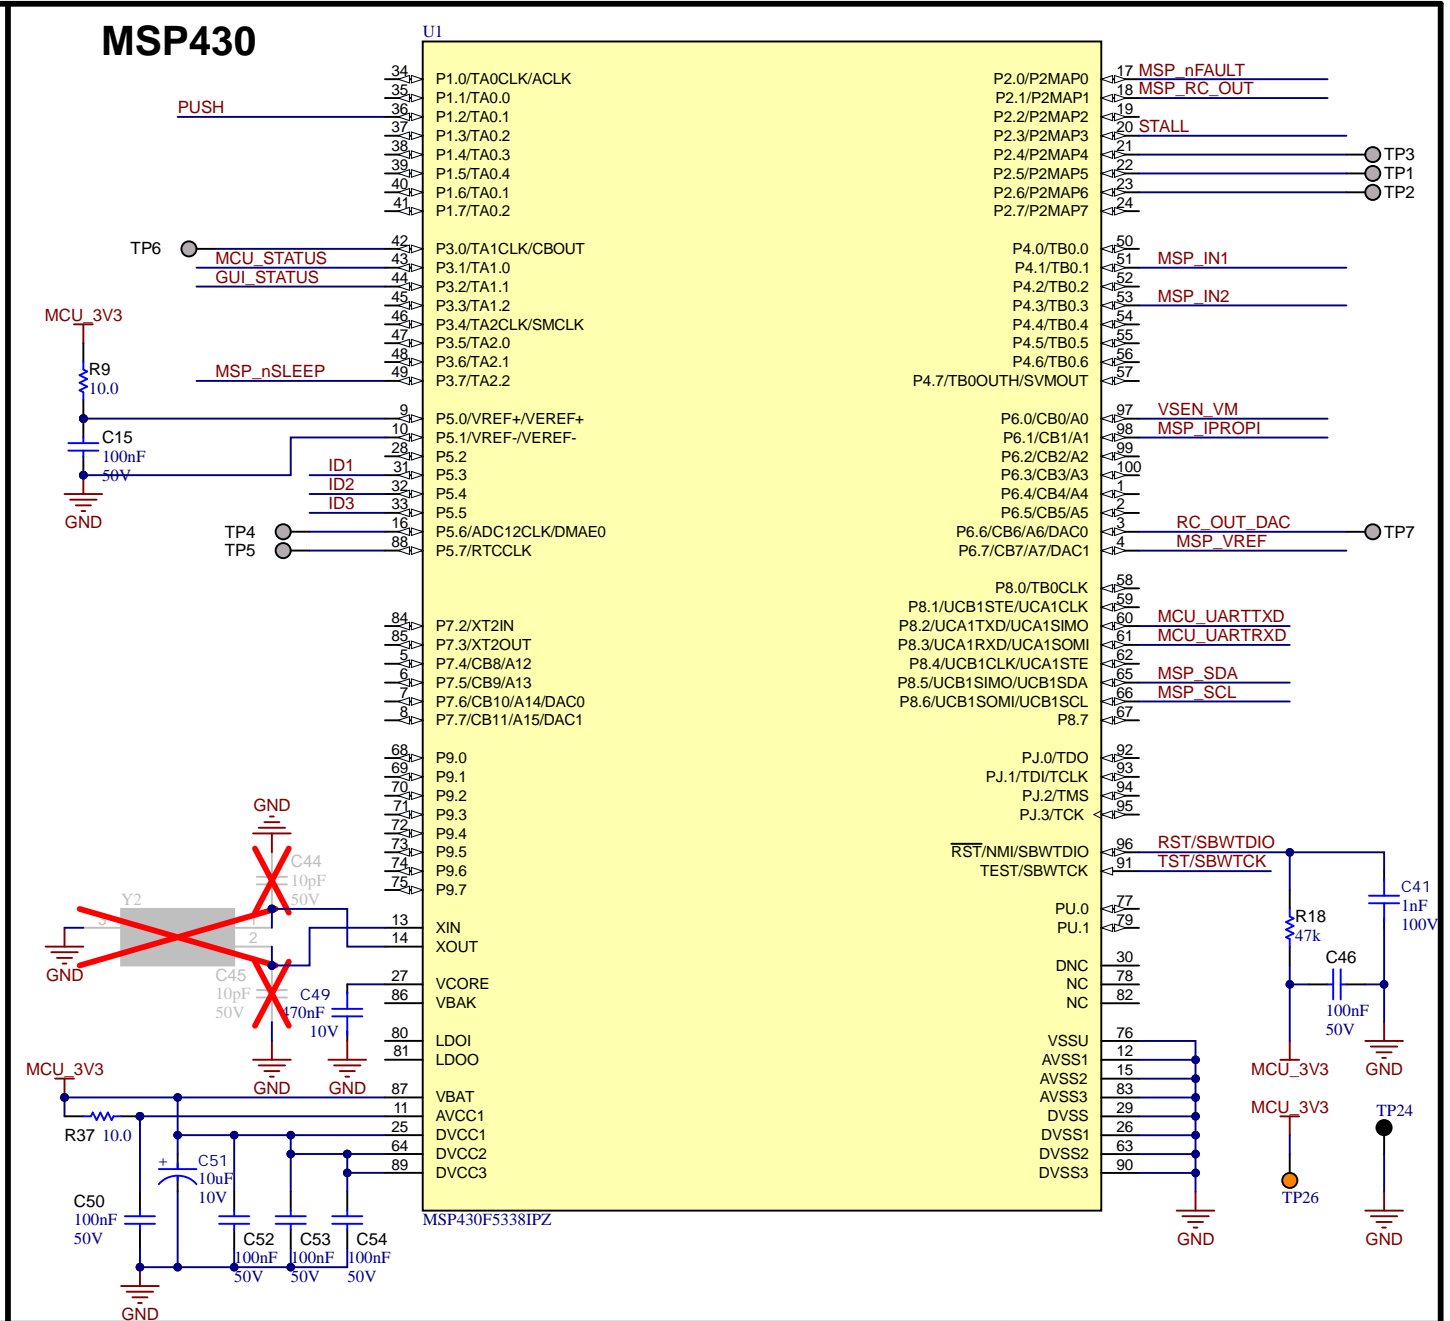 MSP430
U1
34 P1.0/TA0CLK/ACLK
35 P1.1/TA0.0
PUSH 36 P1.2/TA0.1
37 P1.3/TA0.2
38 P1.4/TA0.3
39 P1.5/TA0.4
40 P1.6/TA0.1
41 P1.7/TA0.2
TP6 42 P3.0/TA1CLK/CBOUT
MCU_STATUS 43 P3.1/TA1.0
GUI_STATUS 44 P3.2/TA1.1
45 P3.3/TA1.2
46 P3.4/TA2CLK/SMCLK
47 P3.5/TA2.0
48 P3.6/TA2.1
MSP_nSLEEP 49 P3.7/TA2.2
MCU_3V3
R9
10.0
C15
100nF
50V
GND
9 P5.0/VREF+/VEREF+
10 P5.1/VREF-/VEREF-
28 P5.2
ID1 31 P5.3
ID2 32 P5.4
ID3 33 P5.5
TP4 16 P5.6/ADC12CLK/DMAE0
TP5 88 P5.7/RTCCLK
84 P7.2/XT2IN
85 P7.3/XT2OUT
5 P7.4/CB8/A12
6 P7.5/CB9/A13
7 P7.6/CB10/A14/DAC0
8 P7.7/CB11/A15/DAC1
68 P9.0
69 P9.1
70 P9.2
71 P9.3
72 P9.4
73 P9.5
74 P9.6
75 P9.7
GND
C44
10pF
50V
Y2
3
1
2
GND
C45
10pF
50V
GND
13 XIN
14 XOUT
C49
470nF
10V
GND
27 VCORE
86 VBAK
80 LDOI
81 LDOO
MCU_3V3
87 VBAT
11 AVCC1
25 DVCC1
64 DVCC2
89 DVCC3
R37 10.0
+ C51
10uF
10V
C50
100nF
50V
C52
100nF
50V
C53
100nF
50V
C54
100nF
50V
GND
P2.0/P2MAP0 17 MSP_nFAULT
P2.1/P2MAP1 18 MSP_RC_OUT
P2.2/P2MAP2 19
P2.3/P2MAP3 20 STALL
P2.4/P2MAP4 21 TP3
P2.5/P2MAP5 22 TP1
P2.6/P2MAP6 23 TP2
P2.7/P2MAP7 24
P4.0/TB0.0 50
P4.1/TB0.1 51 MSP_IN1
P4.2/TB0.2 52
P4.3/TB0.3 53 MSP_IN2
P4.4/TB0.4 54
P4.5/TB0.5 55
P4.6/TB0.6 56
P4.7/TB0OUTH/SVMOUT 57
P6.0/CB0/A0 97 VSEN_VM
P6.1/CB1/A1 98 MSP_IPROPI
P6.2/CB2/A2 99
P6.3/CB3/A3 100
P6.4/CB4/A4 1
P6.5/CB5/A5 2
P6.6/CB6/A6/DAC0 3 RC_OUT_DAC TP7
P6.7/CB7/A7/DAC1 4 MSP_VREF
P8.0/TB0CLK 58
P8.1/UCB1STE/UCA1CLK 59
P8.2/UCA1TXD/UCA1SIMO 60 MCU_UARTTXD
P8.3/UCA1RXD/UCA1SOMI 61 MCU_UARTRXD
P8.4/UCB1CLK/UCA1STE 62
P8.5/UCB1SIMO/UCB1SDA 65 MSP_SDA
P8.6/UCB1SOMI/UCB1SCL 66 MSP_SCL
P8.7 67
PJ.0/TDO 92
PJ.1/TDI/TCLK 93
PJ.2/TMS 94
PJ.3/TCK 95
RST/NMI/SBWTDIO 96 RST/SBWTDIO
TEST/SBWTCK 91 TST/SBWTCK
PU.0 77
PU.1 79
DNC 30
NC 78
NC 82
VSSU 76
AVSS1 12
AVSS2 15
AVSS3 83
DVSS 29
DVSS1 26
DVSS2 63
DVSS3 90
GND
C41
1nF
100V
R18
47k
C46
100nF
50V
MCU_3V3
GND
MCU_3V3
TP26
TP24
GND
MSP430F5338IPZ